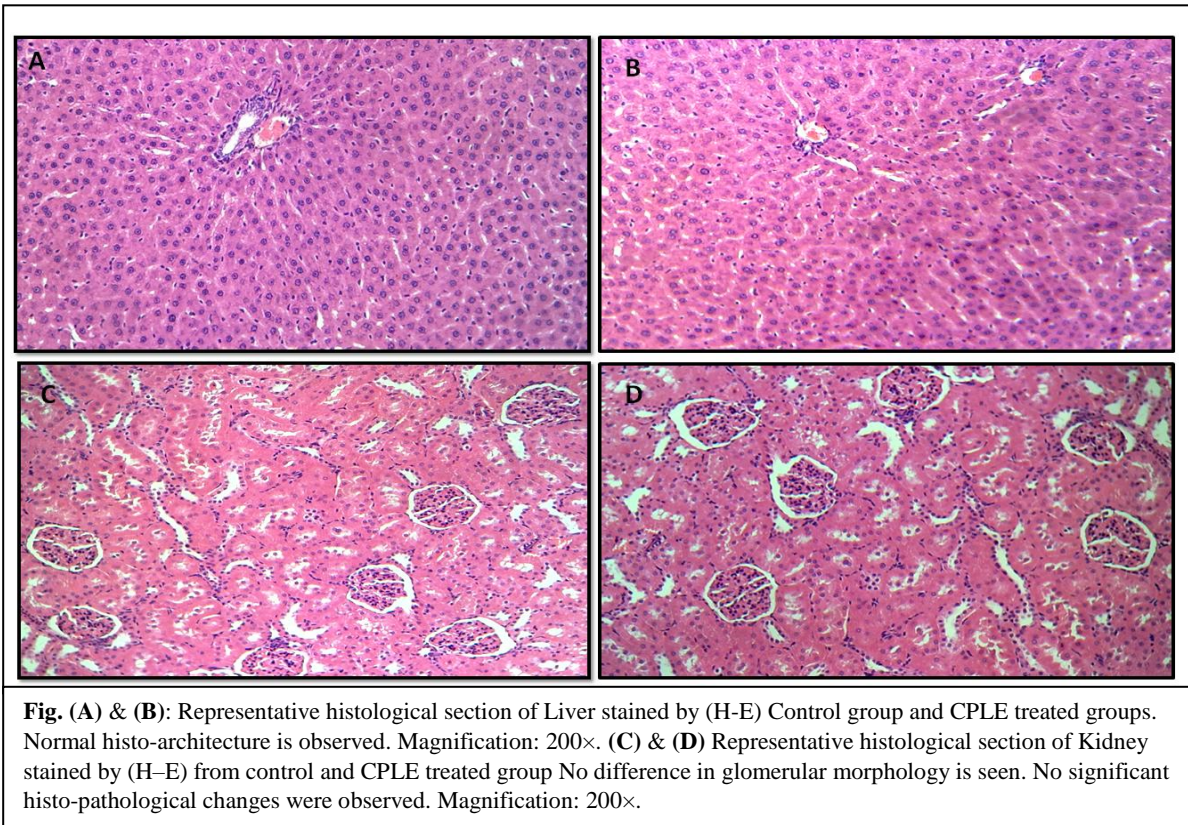 A
B
C
D
Fig. (A) & (B): Representative histological section of Liver stained by (H-E) Control group and CPLE treated groups.
Normal histo-architecture is observed. Magnification: 200×. (C) & (D) Representative histological section of Kidney
stained by (H–E) from control and CPLE treated group No difference in glomerular morphology is seen. No significant
histo-pathological changes were observed. Magnification: 200×.